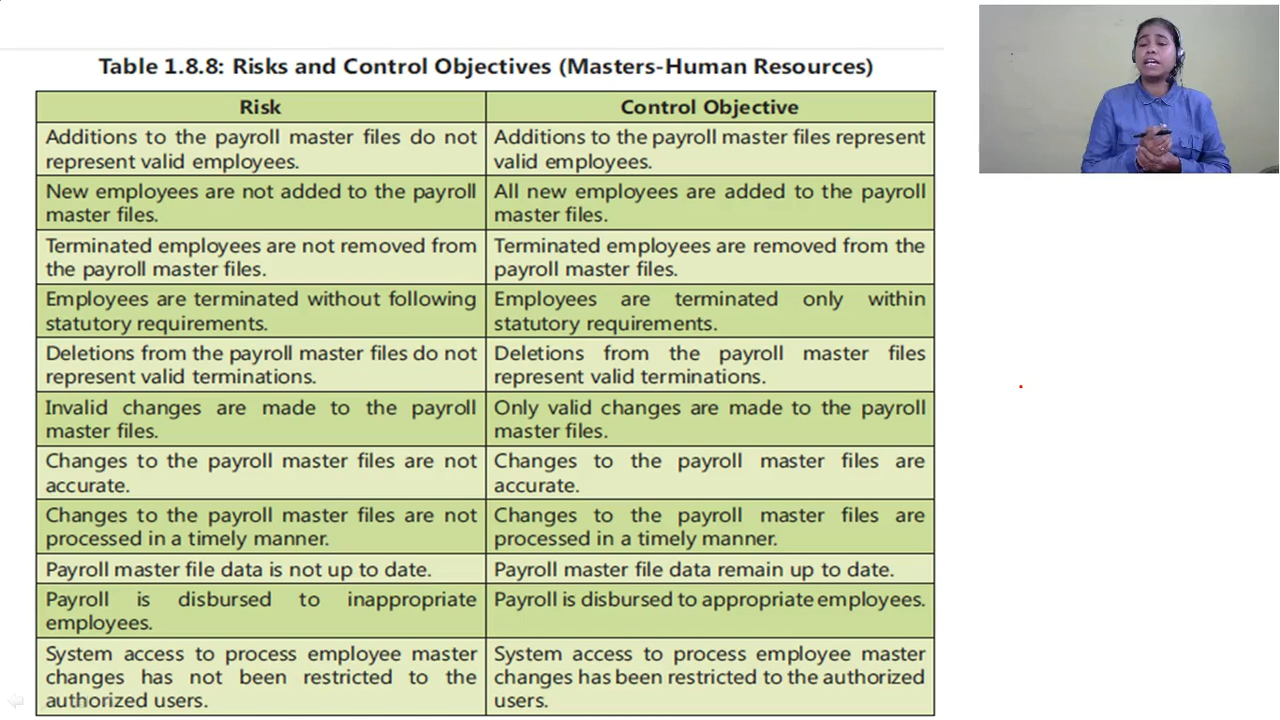 Table 1.8.8: Risks and Control Objectives (Masters-Human Resources)
Risk
Control Objective
Additions to the payroll master files do not
represent valid employees.
Additions to the payroll master files represent
valid employees.
New employees are not added to the payroll
master files.
All new employees are added to the payroll
master files.
Terminated employees are not removed from
the payroll master files.
Terminated employees are removed from the
payroll master files.
Employees are terminated without following
statutory requirements.
Employees are terminated only within
statutory requirements.
Deletions from the payroll master files do not
represent valid terminations.
Deletions from the payroll master files
represent valid terminations.
Invalid changes are made to the payroll
master files.
Only valid changes are made to the payroll
master files.
Changes to the payroll master files are not
accurate.
Changes to the payroll master files are
accurate.
Changes to the payroll master files are not
processed in a timely manner.
Changes to the payroll master files are
processed in a timely manner.
Payroll master file data is not up to date.
Payroll master file data remain up to date.
Payroll is disbursed to inappropriate
employees.
Payroll is disbursed to appropriate employees.
System access to process employee master
changes has not been restricted to the
authorized users.
System access to process employee master
changes has been restricted to the authorized
users.